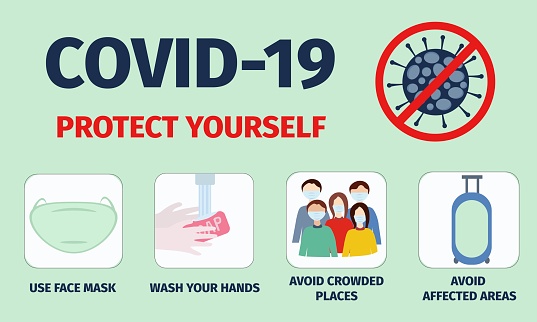 COVID-19
PROTECT YOURSELF
USE FACE MASK
WASH YOUR HANDS
AVOID CROWDED
PLACES
AVOID
AFFECTED AREAS